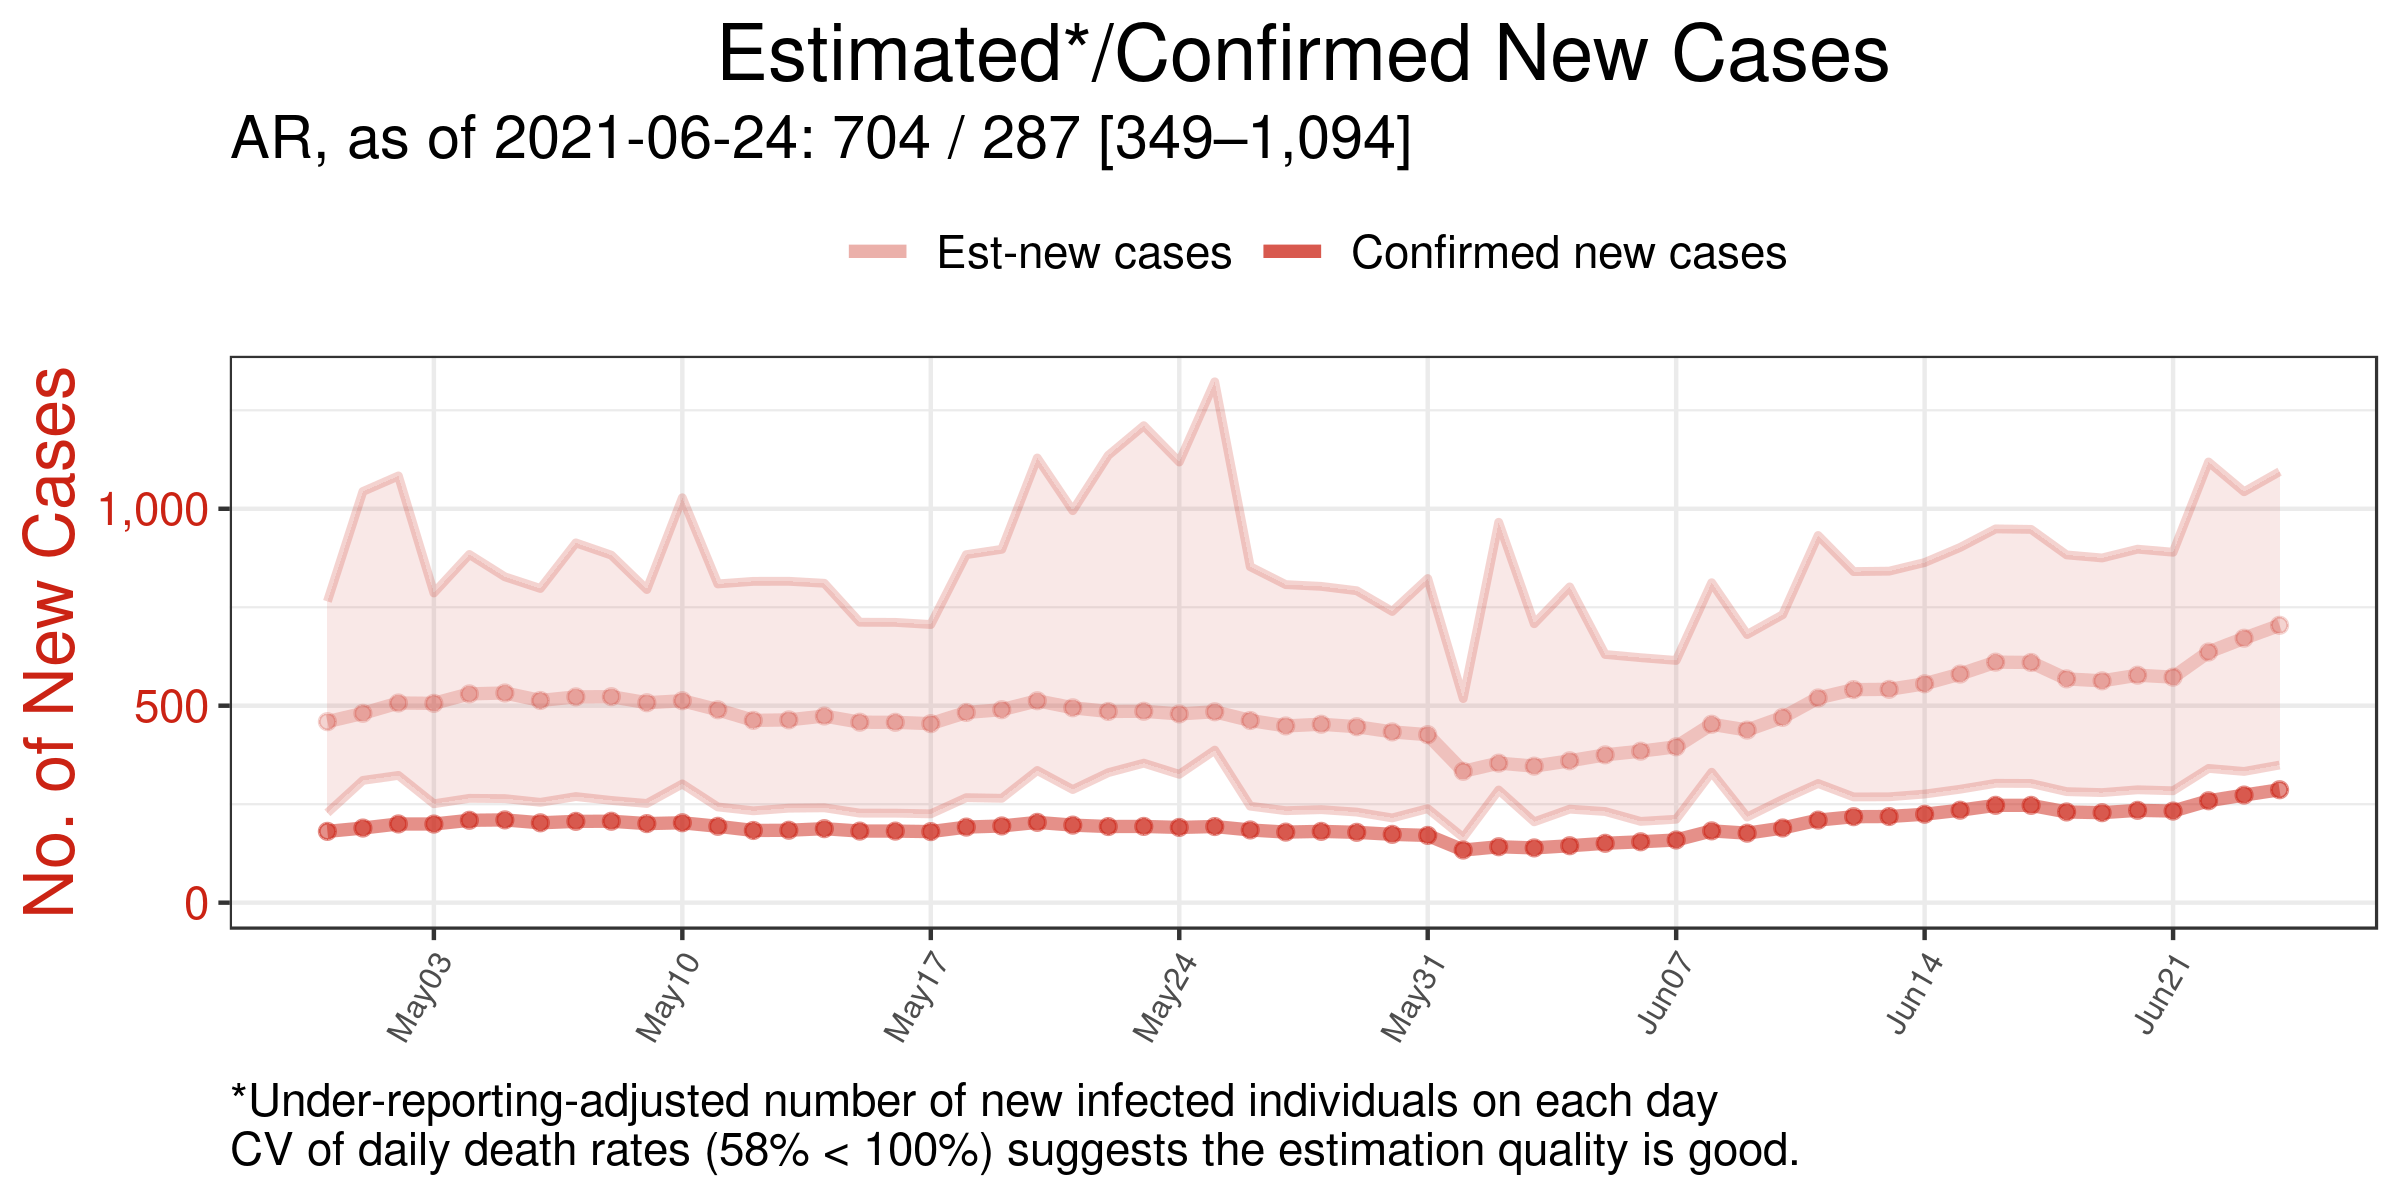 Estimated*/Confirmed New Cases
AR, as of 2021-06-24: 704 / 287 [349–1,094]
Est-new cases
Confirmed new cases
No. of New Cases
1,000
500
0
May03
May10
May17
May24
May31
Jun07
Jun14
Jun21
*Under-reporting-adjusted number of new infected individuals on each day
CV of daily death rates (58% < 100%) suggests the estimation quality is good.